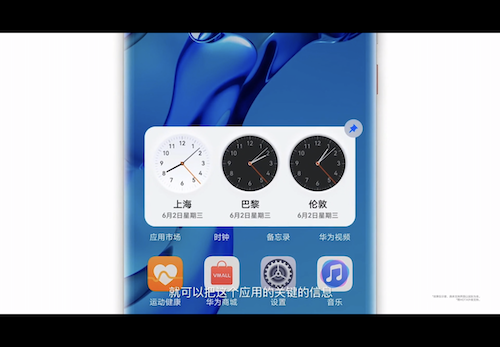 上海
巴黎
伦敦
6月2日星期三
6月2日星期三
6月2日星期三
应用市场
时钟
备忘录
华为视频
VMALL
运动健康
华为商城
设置
音乐
就可以把这个应用的关键的信息